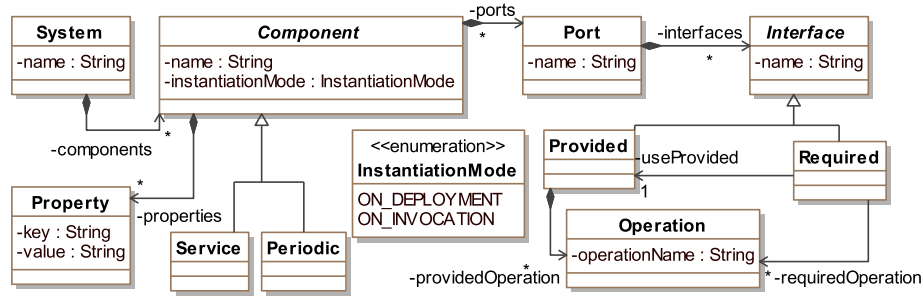 System
-name : String
Component
-name : String
-instantiationMode : InstantiationMode
-ports
*
Port
-name : String
-interfaces
*
Interface
-name : String
-components
*
*
-properties
Property
-key : String
-value : String
Service
Periodic
<<enumeration>>
InstantiationMode
ON_DEPLOYMENT
ON_INVOCATION
Provided
-useProvided
1
Required
Operation
-operationName : String
*
-providedOperation
*
-requiredOperation